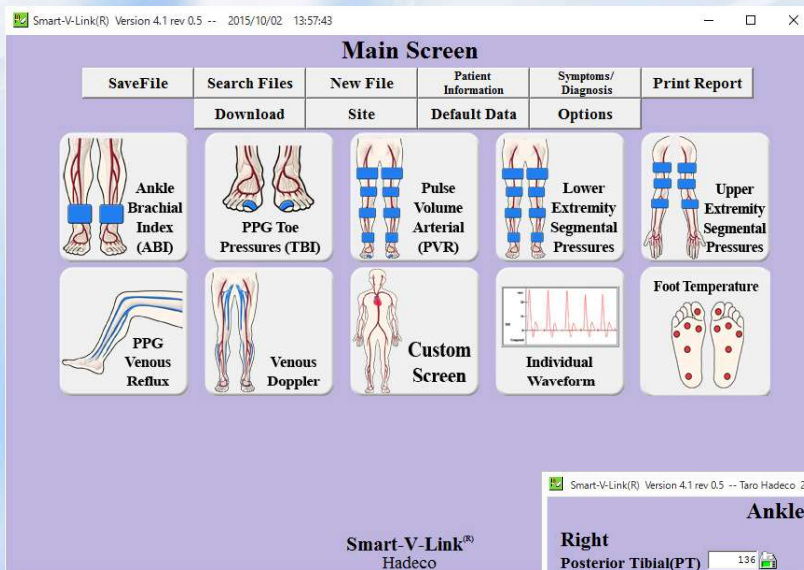 Smart-V-Link(R) Version 4.1 rev 0.5 -- 2015/10/02 13:57:43
Main Screen
SaveFile
Search Files
New File
Patient
Information
Symptoms/
Diagnosis
Print Report
Download
Site
Default Data
Options
Ankle
Brachial
Index
(ABI)
PPG Toe
Pressures (TBI)
Pulse
Volume
Arterial
(PVR)
Lower
Extremity
Segmental
Pressures
Upper
Extremity
Segmental
Pressures
PPG
Venous
Reflux
Venous
Doppler
Custom
Screen
Individual
Waveform
Foot Temperature
Smart-V-Link(R)
Hadeco
Smart-V-Link(R) Version 4.1 rev 0.5 -- Taro Hadeco 2
Ankle
Right
Posterior Tibial(PT) 136